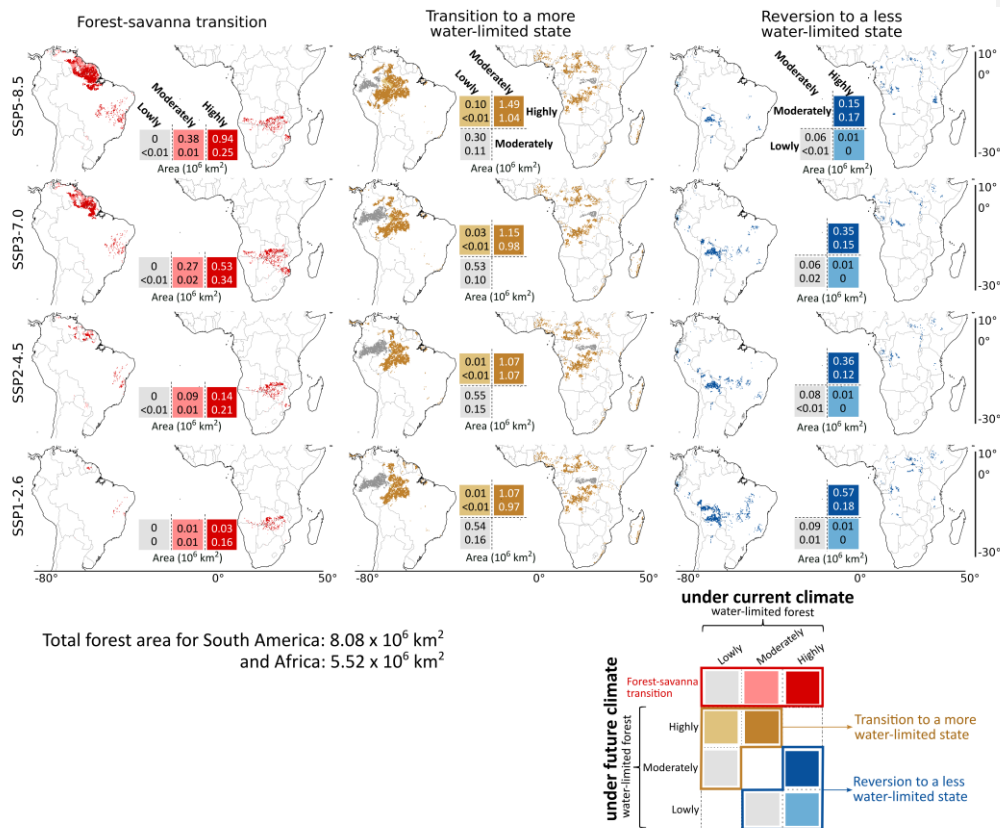 Forest-savanna transition
Transition to a more
water-limited state
Reversion to a less
water-limited state
SSP5-8.5
Lowly
Moderately
Highly
0 0.38 0.94
<0.01 0.01 0.25
Area (10⁶ km²)
Lowly
Moderately
0.10 1.49
<0.01 1.04
Highly
0.30
0.11
Moderately
Area (10⁶ km²)
Moderately
Highly
Moderately
0.15
0.17
Lowly
0.06 0.01
<0.01 0
Area (10⁶ km²)
10°
0°
-30°
SSP3-7.0
0 0.27 0.53
<0.01 0.02 0.34
Area (10⁶ km²)
0.03 1.15
<0.01 0.98
0.53
0.10
Area (10⁶ km²)
0.35
0.15
0.06 0.01
0.02 0
Area (10⁶ km²)
10°
0°
-30°
SSP2-4.5
0 0.09 0.14
<0.01 0.01 0.21
Area (10⁶ km²)
0.01 1.07
<0.01 1.07
0.55
0.15
Area (10⁶ km²)
0.36
0.12
0.08 0.01
<0.01 0
Area (10⁶ km²)
10°
0°
-30°
SSP1-2.6
0 0.01 0.03
0 0.01 0.16
Area (10⁶ km²)
0.01 1.07
<0.01 0.97
0.54
0.16
Area (10⁶ km²)
0.57
0.18
0.09 0.01
0.01 0
Area (10⁶ km²)
10°
0°
-30°
-80° 0° 50°
-80° 0° 50°
-80° 0° 50°
Total forest area for South America: 8.08 x 10⁶ km²
and Africa: 5.52 x 10⁶ km²
under current climate
water-limited forest
Lowly
Moderately
Highly
under future climate
water-limited forest
Forest-savanna
transition
Highly
Moderately
Lowly
Transition to a more
water-limited state
Reversion to a less
water-limited state